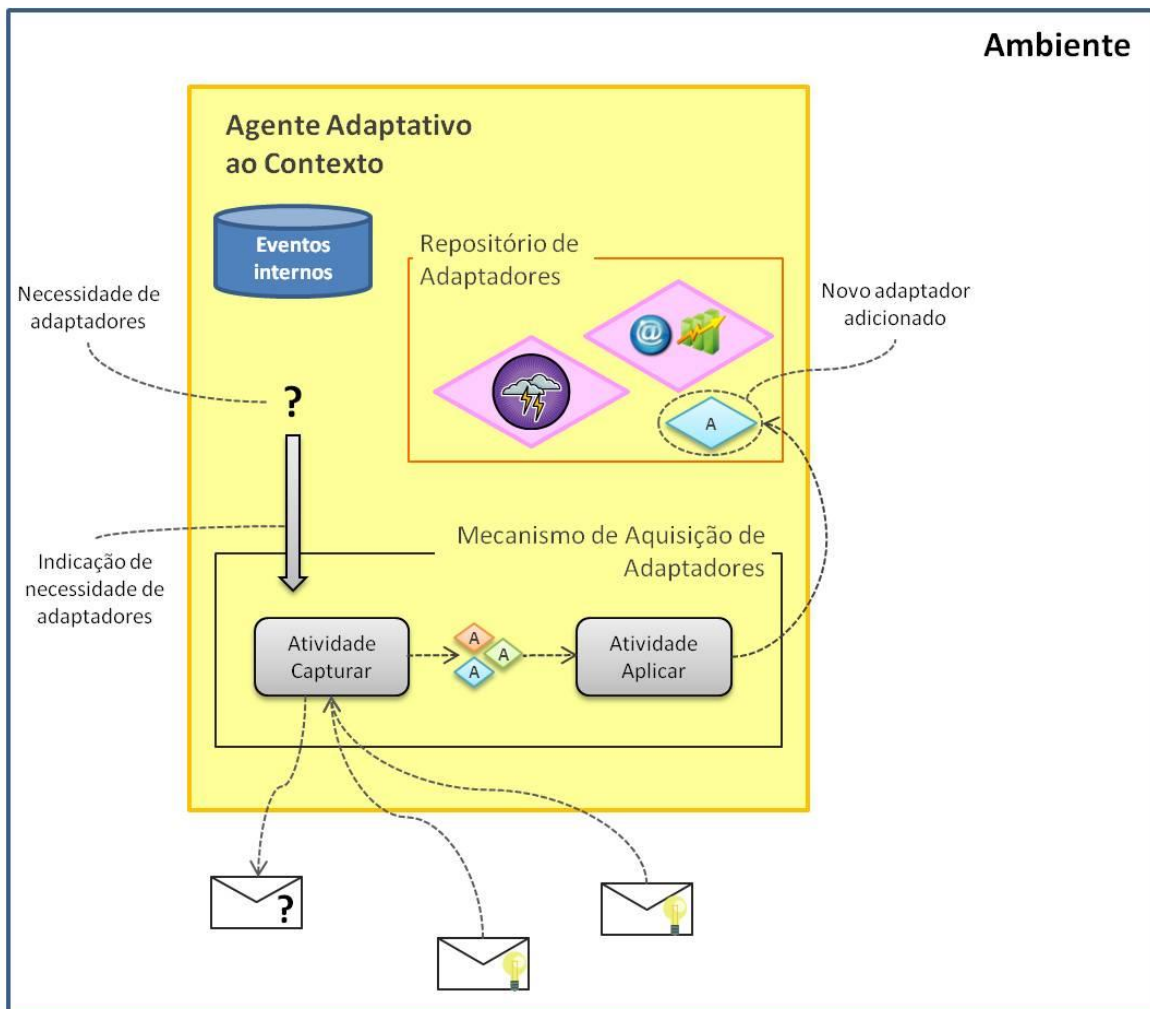 Ambiente
Agente Adaptativo
ao Contexto
Eventos
internos
Repositório de
Adaptadores
Necessidade de
adaptadores
?
@
Novo adaptador
adicionado
A
Indicação de
necessidade de
adaptadores
Mecanismo de Aquisição de
Adaptadores
Atividade
Capturar
A
A
A
Atividade
Aplicar
?